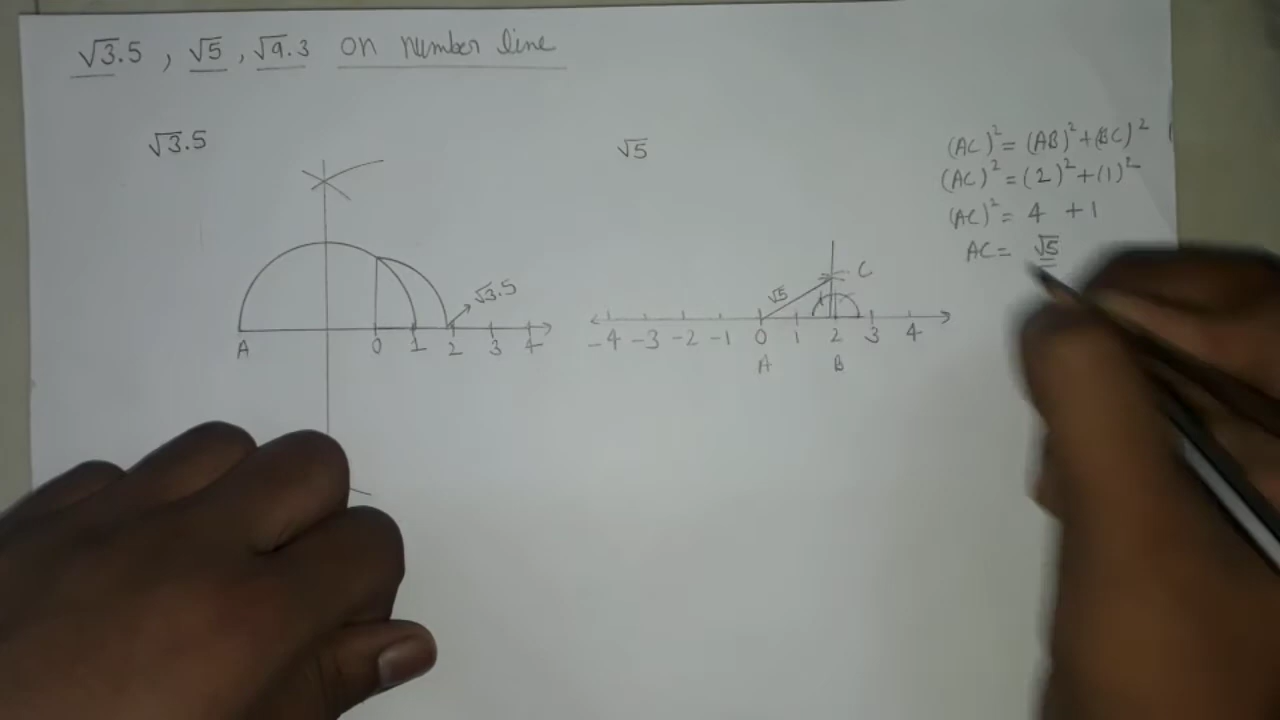 √3.5 , √5 , √9.3 on number line
√3.5
√3.5
A 0 1 2 3 4
√5
√5
C
-4 -3 -2 -1 0 1 2 3 4
A B
(AC)² = (AB)² + (BC)²
(AC)² = (2)² + (1)²
(AC)² = 4 + 1
AC = √5